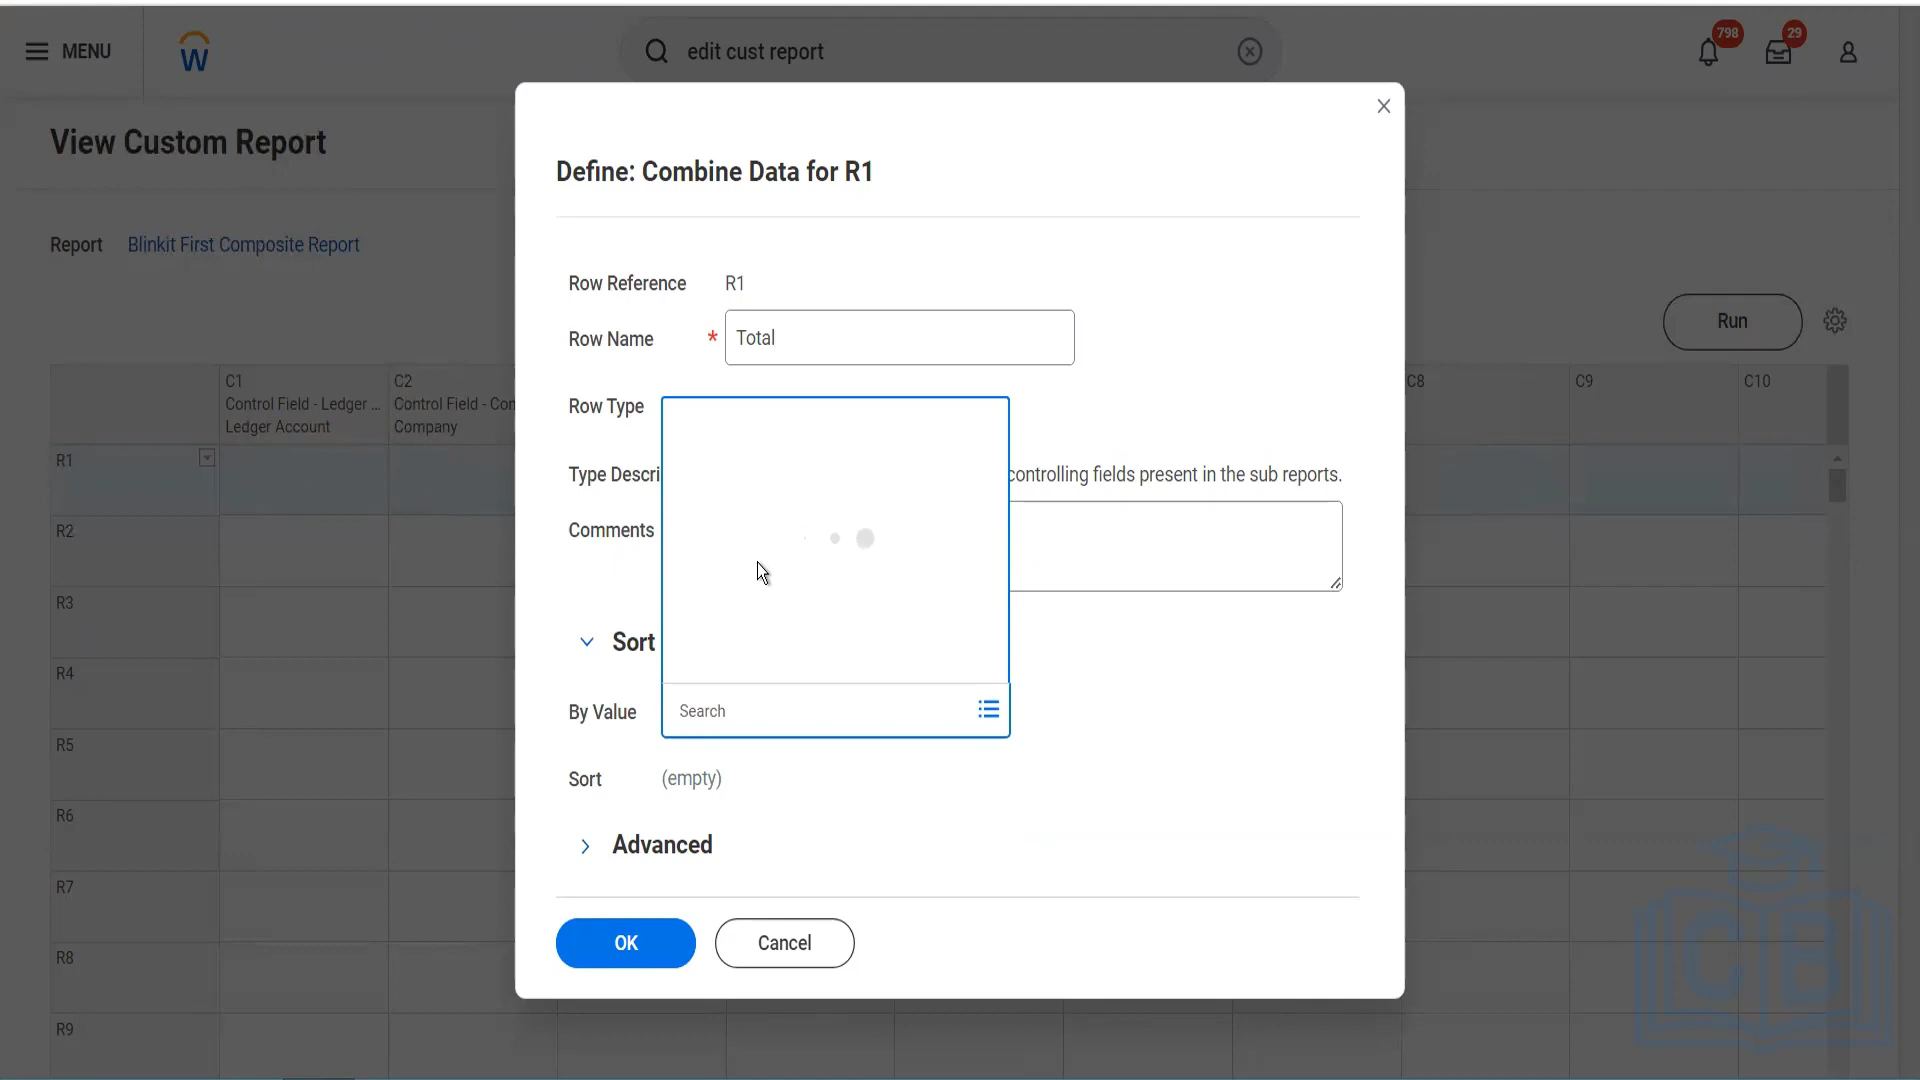 MENU
W
edit cust report
798
29
View Custom Report
Define: Combine Data for R1
Report Blinkit First Composite Report
Row Reference R1
Row Name * Total
Run
C1
Control Field - Ledger ...
Ledger Account
C2
Control Field - Con
Company
C8
C9
C10
Row Type
Type Descri
controlling fields present in the sub reports.
Comments
Sort
By Value
Search
Sort (empty)
Advanced
OK
Cancel
R1
R2
R3
R4
R5
R6
R7
R8
R9
CB